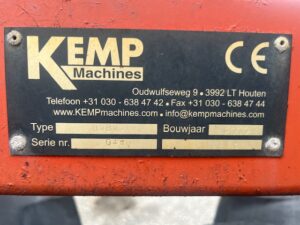 KEMP
Machines
CE
Oudwulfseweg 9 • 3992 LT Houten
Telefoon +31 030 - 638 47 42 • Fax +31 030 - 638 47 44
www.KEMPmachines.com • info@kempmachines.com
Type Bouwjaar
Serie nr.